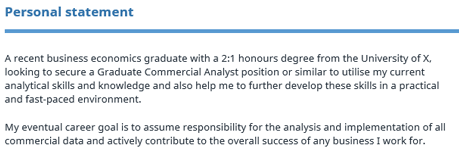 Personal statement
A recent business economics graduate with a 2:1 honours degree from the University of X,
looking to secure a Graduate Commercial Analyst position or similar to utilise my current
analytical skills and knowledge and also help me to further develop these skills in a practical
and fast-paced environment.
My eventual career goal is to assume responsibility for the analysis and implementation of all
commercial data and actively contribute to the overall success of any business I work for.